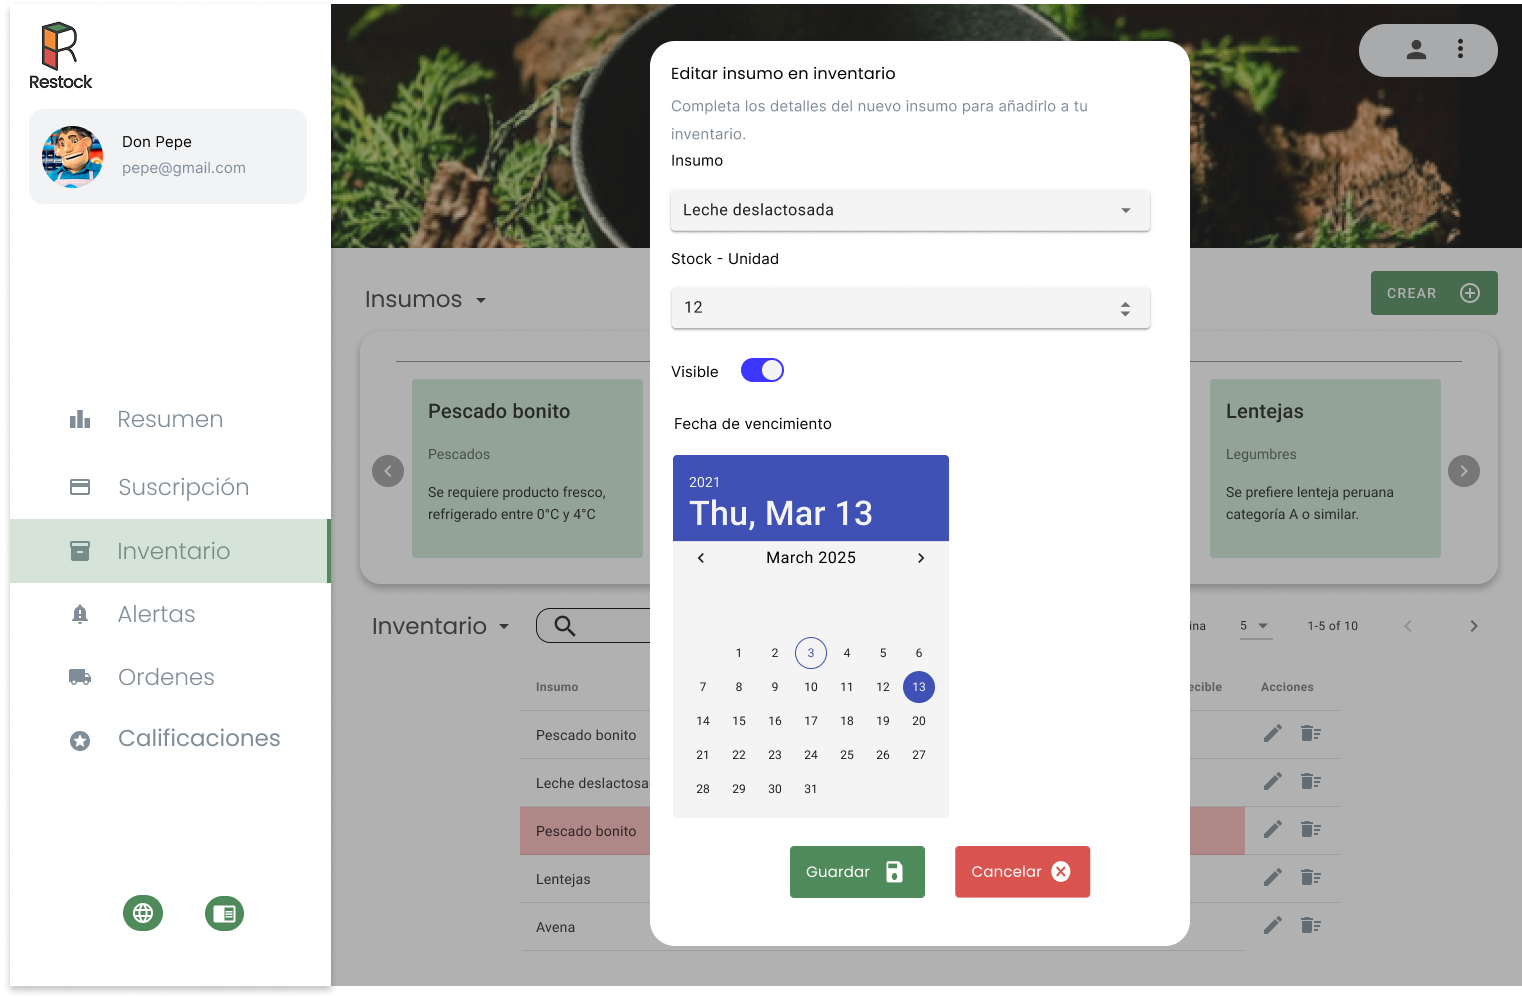 Restock
Don Pepe
pepe@gmail.com
Resumen
Suscripción
Inventario
Alertas
Ordenes
Calificaciones
Insumos
CREAR
Pescado bonito
Pescados
Se requiere producto fresco,
refrigerado entre 0°C y 4°C
Lentejas
Legumbres
Se prefiere lenteja peruana
categoría A o similar.
Inventario
ina
5
1-5 of 10
Insumo
ecible
Acciones
Pescado bonito
Leche deslactosa
Pescado bonito
Lentejas
Avena
Editar insumo en inventario
Completa los detalles del nuevo insumo para añadirlo a tu
inventario.
Insumo
Leche deslactosada
Stock - Unidad
12
Visible
Fecha de vencimiento
2021
Thu, Mar 13
March 2025
1 2 3 4 5 6
7 8 9 10 11 12 13
14 15 16 17 18 19 20
21 22 23 24 25 26 27
28 29 30 31
Guardar
Cancelar